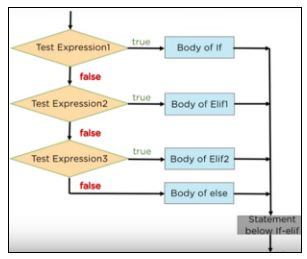 Test Expression1
true
Body of If
false
Test Expression2
true
Body of Elif1
false
Test Expression3
true
Body of Elif2
false
Body of else
Statement
below If-elif